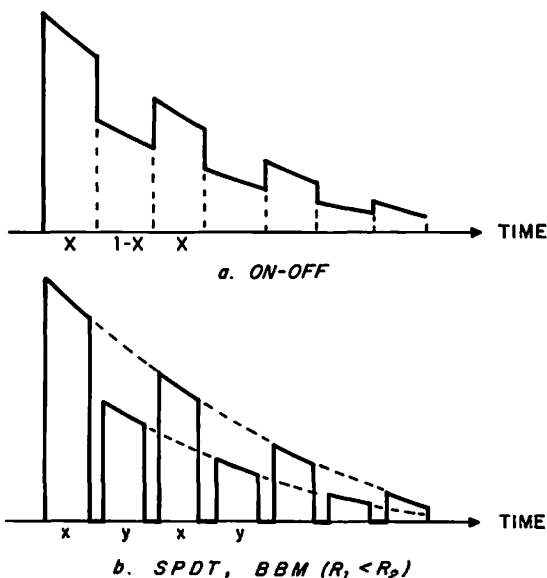 TIME
X 1-X X
a. ON-OFF
TIME
x y x y
b. SPDT, BBM (R₁ < R₂)